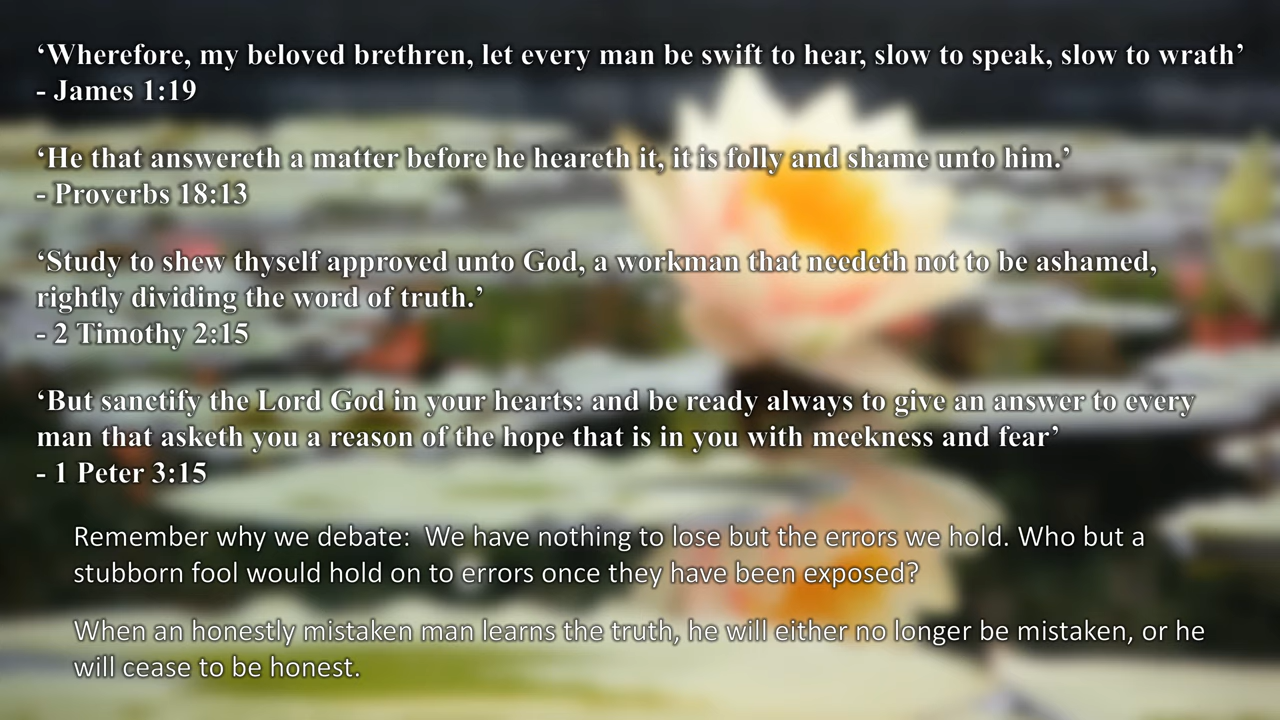 ‘Wherefore, my beloved brethren, let every man be swift to hear, slow to speak, slow to wrath’
- James 1:19
‘He that answereth a matter before he heareth it, it is folly and shame unto him.’
- Proverbs 18:13
‘Study to shew thyself approved unto God, a workman that needeth not to be ashamed,
rightly dividing the word of truth.’
- 2 Timothy 2:15
‘But sanctify the Lord God in your hearts: and be ready always to give an answer to every
man that asketh you a reason of the hope that is in you with meekness and fear’
- 1 Peter 3:15
Remember why we debate:  We have nothing to lose but the errors we hold. Who but a
stubborn fool would hold on to errors once they have been exposed?
When an honestly mistaken man learns the truth, he will either no longer be mistaken, or he
will cease to be honest.